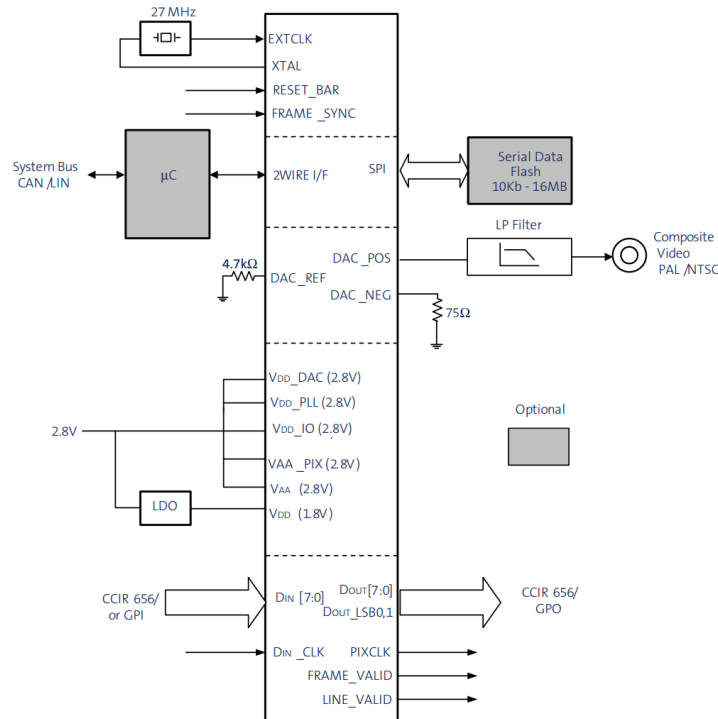 27 MHz
EXTCLK
XTAL
RESET_BAR
FRAME _SYNC
System Bus
CAN /LIN
µC
2WIRE I/F
SPI
Serial Data
Flash
10Kb - 16MB
LP Filter
Composite
Video
PAL /NTSC
4.7kΩ
DAC_REF
DAC _POS
DAC _NEG
75Ω
VDD_DAC (2.8V)
VDD_PLL (2.8V)
2.8V
VDD_IO (2.8V)
VAA _PIX (2.8V)
VAA (2.8V)
LDO
VDD (1.8V)
Optional
CCIR 656/
or GPI
DIN [7:0]
DOUT[7:0]
DOUT_LSB0,1
CCIR 656/
GPO
DIN _CLK
PIXCLK
FRAME_VALID
LINE_VALID